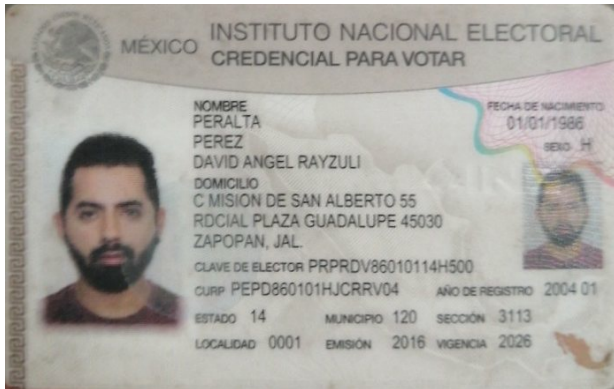 MÉXICO
INSTITUTO NACIONAL ELECTORAL
CREDENCIAL PARA VOTAR
NOMBRE
PERALTA
PEREZ
DAVID ANGEL RAYZULI
FECHA DE NACIMIENTO
01/01/1986
SEXO H
DOMICILIO
C MISION DE SAN ALBERTO 55
RDCIAL PLAZA GUADALUPE 45030
ZAPOPAN, JAL.
CLAVE DE ELECTOR PRPRDV86010114H500
CURP PEPD860101HJCRRV04 AÑO DE REGISTRO 2004 01
ESTADO 14 MUNICIPIO 120 SECCIÓN 3113
LOCALIDAD 0001 EMISIÓN 2016 VIGENCIA 2026